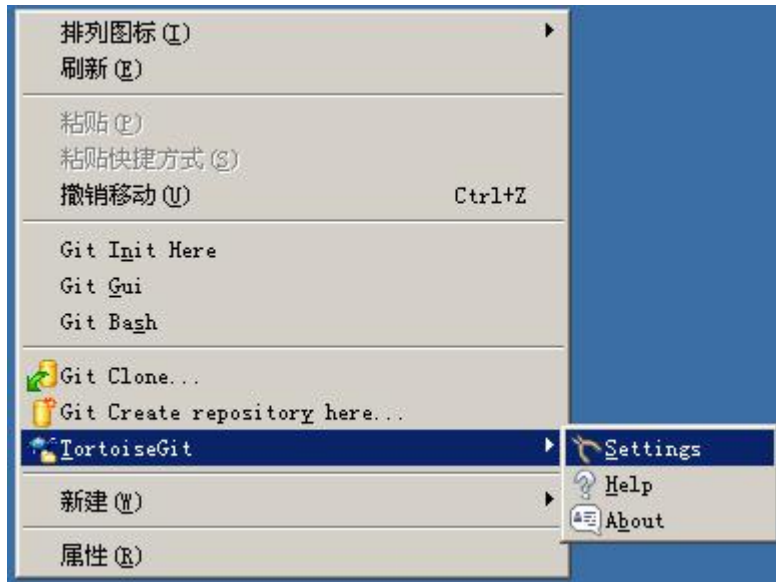 排列图标(I)
刷新(E)
粘贴(P)
粘贴快捷方式(S)
撤销移动(U) Ctrl+Z
Git Init Here
Git Gui
Git Bash
Git Clone...
Git Create repository here...
TortoiseGit
Settings
Help
About
新建(W)
属性(R)